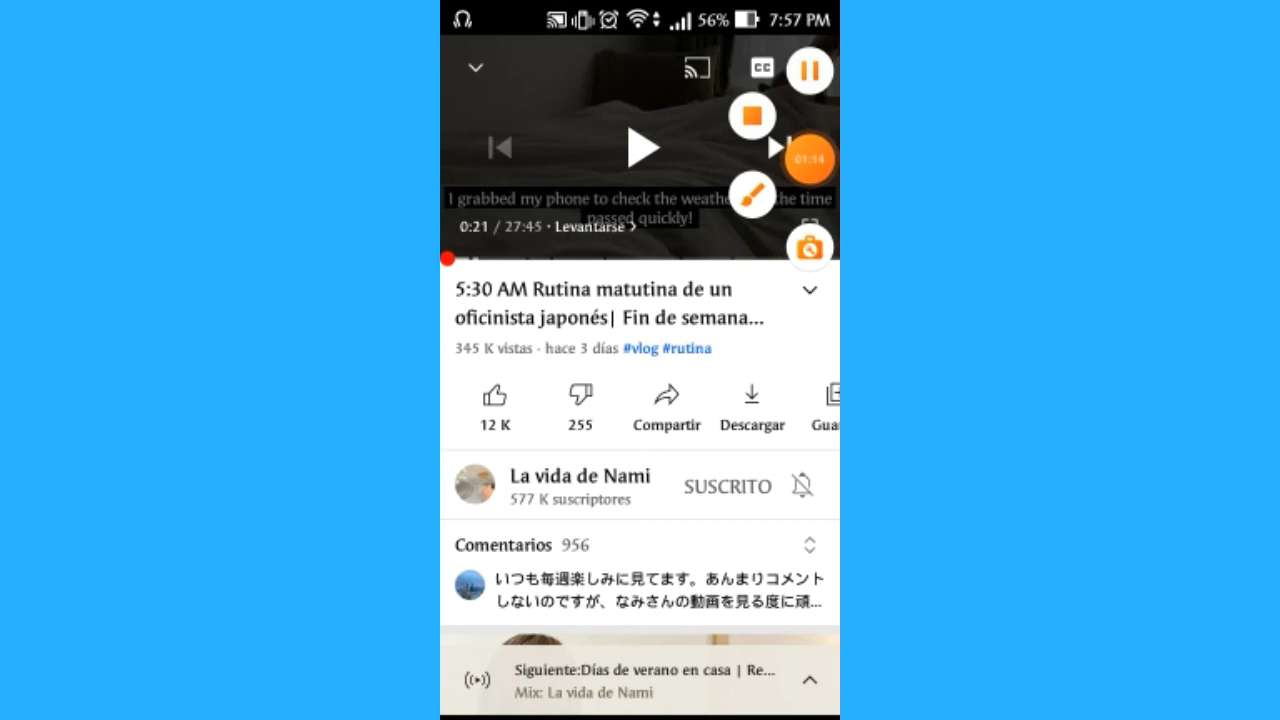 56% 7:57 PM
CC
01:14
I grabbed my phone to check the weathe the time
passed quickly!
0:21 / 27:45 · Levantarse
5:30 AM Rutina matutina de un
oficinista japonés| Fin de semana...
345 K vistas · hace 3 días #vlog #rutina
12 K 255 Compartir Descargar Gua
La vida de Nami
577 K suscriptores
SUSCRITO
Comentarios 956
いつも毎週楽しみに見てます。あんまりコメント
しないのですが、なみさんの動画を見る度に頑...
Siguiente:Días de verano en casa | Re...
Mix: La vida de Nami